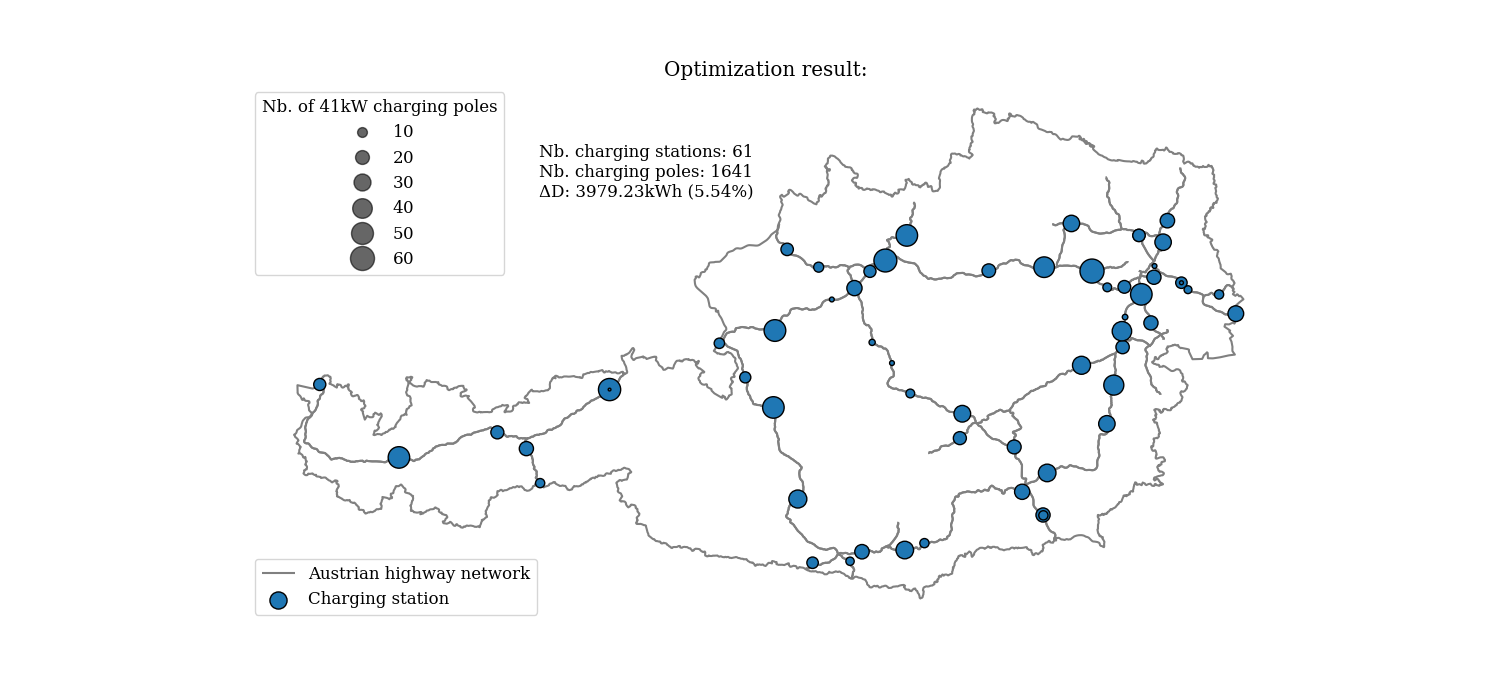 Optimization result:
Nb. of 41kW charging poles
10
20
30
40
50
60
Nb. charging stations: 61
Nb. charging poles: 1641
ΔD: 3979.23kWh (5.54%)
Austrian highway network
Charging station